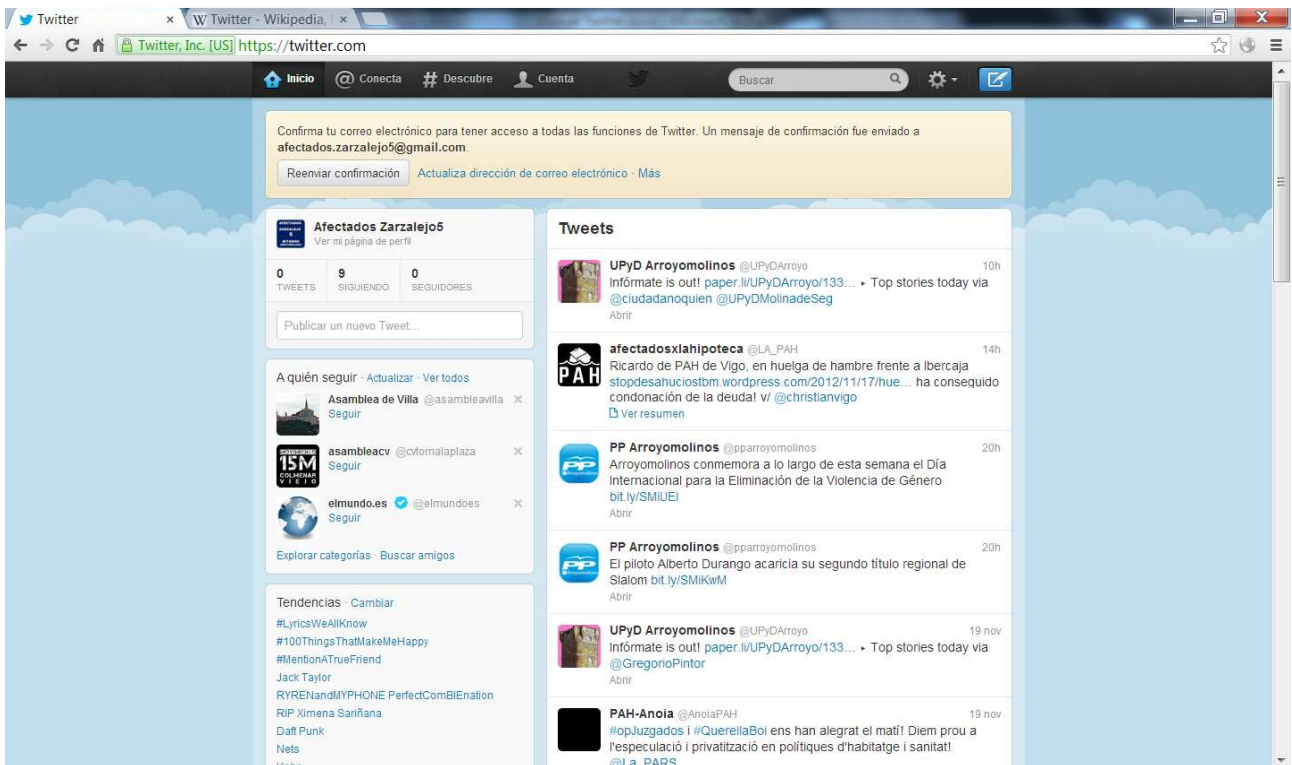 Twitter
Twitter - Wikipedia,
Twitter, Inc. [US] https://twitter.com
Inicio
Conecta
Descubre
Cuenta
Buscar
Confirma tu correo electrónico para tener acceso a todas las funciones de Twitter. Un mensaje de confirmación fue enviado a
afectados.zarzalejo5@gmail.com.
Reenviar confirmación Actualiza dirección de correo electrónico · Más
Afectados Zarzalejo5
Ver mi página de perfil
0 9 0
TWEETS SIGUIENDO SEGUIDORES
Publicar un nuevo Tweet...
A quién seguir · Actualizar · Ver todos
Asamblea de Villa @asambleavilla ×
Seguir
15M
COLMENAR
VIEJO
asambleacv @cvtomalaplaza ×
Seguir
elmundo.es @elmundoes ×
Seguir
Explorar categorías · Buscar amigos
Tendencias · Cambiar
#LyricsWeAllKnow
#100ThingsThatMakeMeHappy
#MentionATrueFriend
Jack Taylor
RYRENandMYPHONE PerfectComBIEnation
RIP Ximena Sariñana
Daft Punk
Nets
Tweets
UPyD Arroyomolinos @UPyDArroyo 10h
Infórmate is out! paper.li/UPyDArroyo/133... ▸ Top stories today via
@ciudadanoquien @UPyDMolinadeSeg
Abrir
PAH
afectadosxlahipoteca @LA_PAH 14h
Ricardo de PAH de Vigo, en huelga de hambre frente a Ibercaja
stopdesahuciostbm.wordpress.com/2012/11/17/hue... ha conseguido
condonación de la deuda! v/ @christianvigo
Ver resumen
PP
PP Arroyomolinos @pparroyomolinos 20h
Arroyomolinos conmemora a lo largo de esta semana el Día
Internacional para la Eliminación de la Violencia de Género
bit.ly/SMiUEl
Abrir
PP
PP Arroyomolinos @pparroyomolinos 20h
El piloto Alberto Durango acaricia su segundo título regional de
Slalom bit.ly/SMiKwM
Abrir
UPyD Arroyomolinos @UPyDArroyo 19 nov
Infórmate is out! paper.li/UPyDArroyo/133... ▸ Top stories today via
@GregorioPintor
Abrir
PAH-Anoia @AnoiaPAH 19 nov
#opJuzgados i #QuerellaBoi ens han alegrat el matí! Diem prou a
l'especulació i privatització en polítiques d'habitatge i sanitat!
@La_PARS